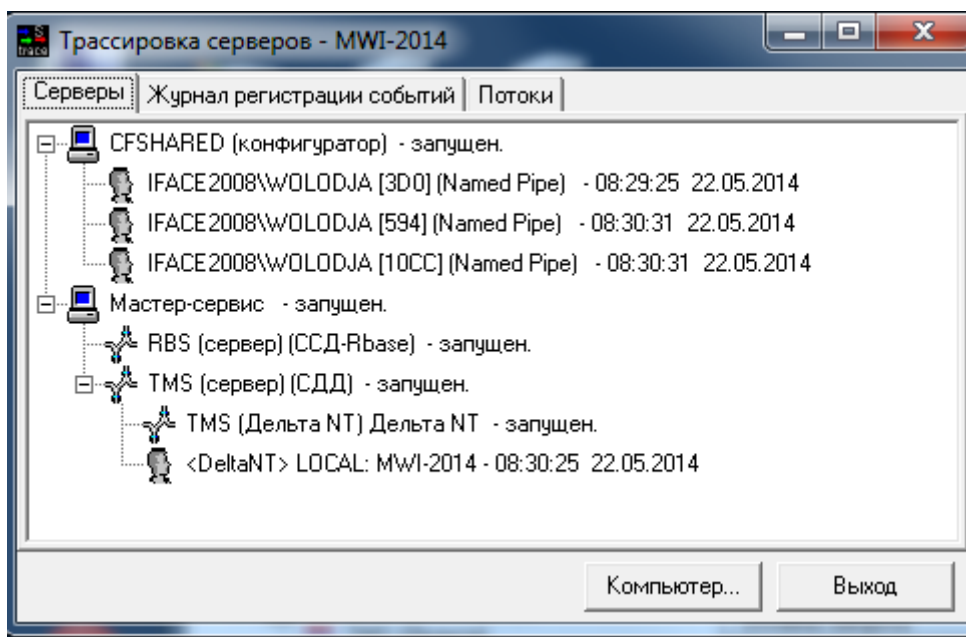 S
trace
Трассировка серверов - MWI-2014
Серверы Журнал регистрации событий Потоки
CFSHARED (конфигуратор) - запущен.
IFACE2008\WOLODJA [3D0] (Named Pipe) - 08:29:25 22.05.2014
IFACE2008\WOLODJA [594] (Named Pipe) - 08:30:31 22.05.2014
IFACE2008\WOLODJA [10CC] (Named Pipe) - 08:30:31 22.05.2014
Мастер-сервис - запущен.
RBS (сервер) (ССД-Rbase) - запущен.
TMS (сервер) (СДД) - запущен.
TMS (Дельта NT) Дельта NT - запущен.
<DeltaNT> LOCAL: MWI-2014 - 08:30:25 22.05.2014
Компьютер... Выход